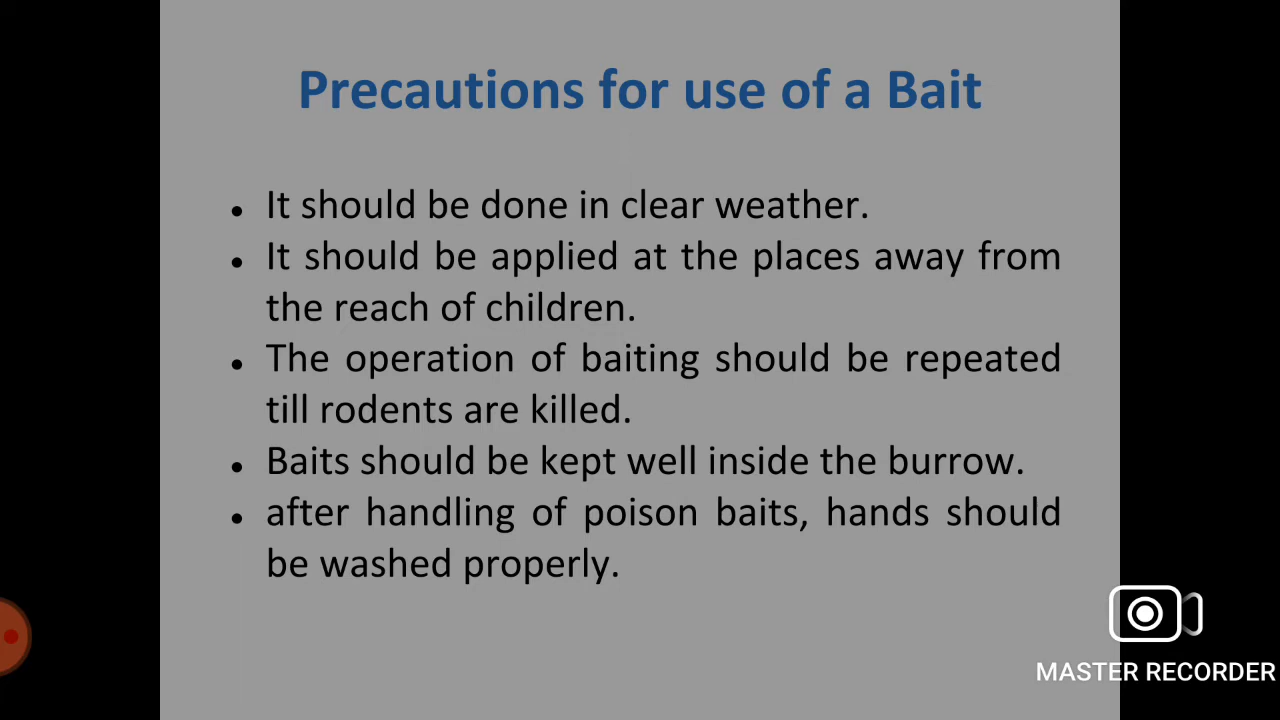 Precautions for use of a Bait
• It should be done in clear weather.
• It should be applied at the places away from
the reach of children.
• The operation of baiting should be repeated
till rodents are killed.
• Baits should be kept well inside the burrow.
• after handling of poison baits, hands should
be washed properly.
MASTER RECORDER